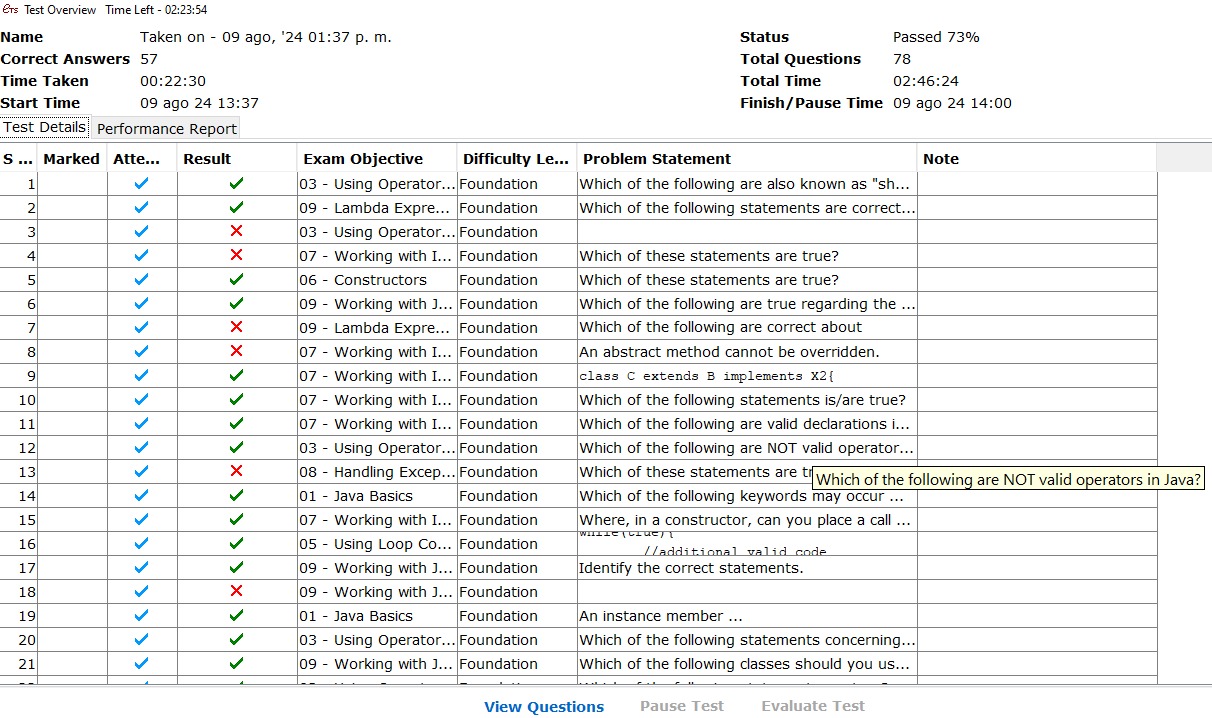 ETS Test Overview Time Left - 02:23:54
Name Taken on - 09 ago, '24 01:37 p. m. Status Passed 73%
Correct Answers 57 Total Questions 78
Time Taken 00:22:30 Total Time 02:46:24
Start Time 09 ago 24 13:37 Finish/Pause Time 09 ago 24 14:00
Test Details Performance Report
S ... Marked Atte... Result Exam Objective Difficulty Le... Problem Statement Note
1 03 - Using Operator... Foundation Which of the following are also known as "sh...
2 09 - Lambda Expre... Foundation Which of the following statements are correct...
3 03 - Using Operator... Foundation
4 07 - Working with I... Foundation Which of these statements are true?
5 06 - Constructors Foundation Which of these statements are true?
6 09 - Working with J... Foundation Which of the following are true regarding the ...
7 09 - Lambda Expre... Foundation Which of the following are correct about
8 07 - Working with I... Foundation An abstract method cannot be overridden.
9 07 - Working with I... Foundation class C extends B implements X2{
10 07 - Working with I... Foundation Which of the following statements is/are true?
11 07 - Working with I... Foundation Which of the following are valid declarations i...
12 03 - Using Operator... Foundation Which of the following are NOT valid operator...
13 08 - Handling Excep... Foundation Which of these statements are tr
Which of the following are NOT valid operators in Java?
14 01 - Java Basics Foundation Which of the following keywords may occur ...
15 07 - Working with I... Foundation Where, in a constructor, can you place a call ...
16 05 - Using Loop Co... Foundation while(true){
//additional valid code
17 09 - Working with J... Foundation Identify the correct statements.
18 09 - Working with J... Foundation
19 01 - Java Basics Foundation An instance member ...
20 03 - Using Operator... Foundation Which of the following statements concerning...
21 09 - Working with J... Foundation Which of the following classes should you us...
View Questions Pause Test Evaluate Test